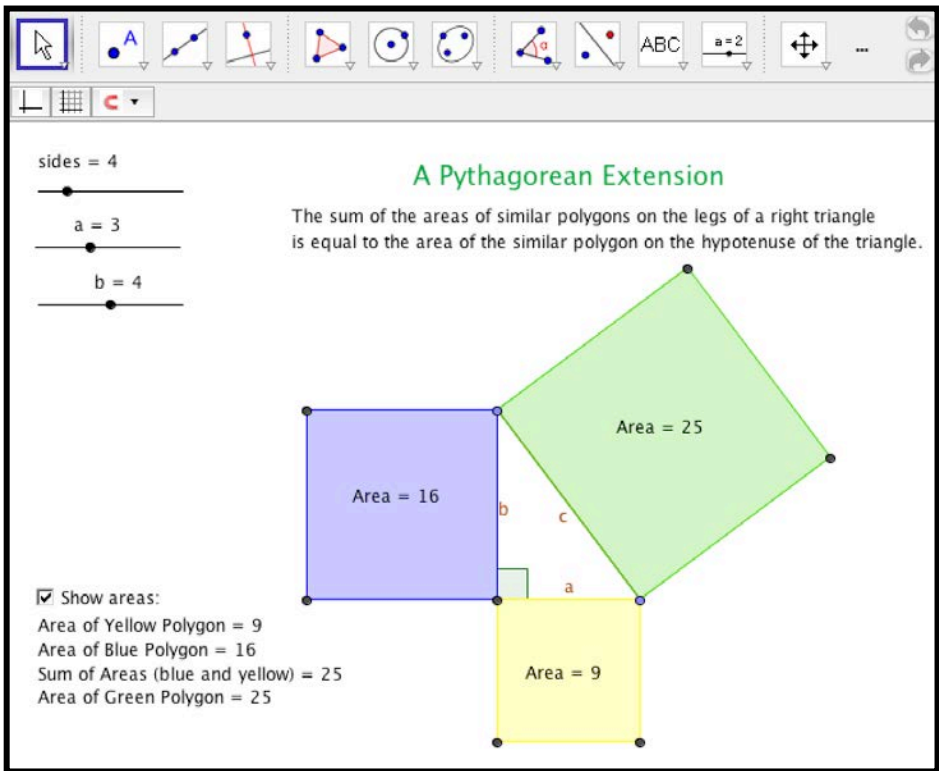 A
α
ABC
a=2
...
sides = 4
a = 3
b = 4
A Pythagorean Extension
The sum of the areas of similar polygons on the legs of a right triangle
is equal to the area of the similar polygon on the hypotenuse of the triangle.
Area = 25
Area = 16
b
c
a
Area = 9
Show areas:
Area of Yellow Polygon = 9
Area of Blue Polygon = 16
Sum of Areas (blue and yellow) = 25
Area of Green Polygon = 25